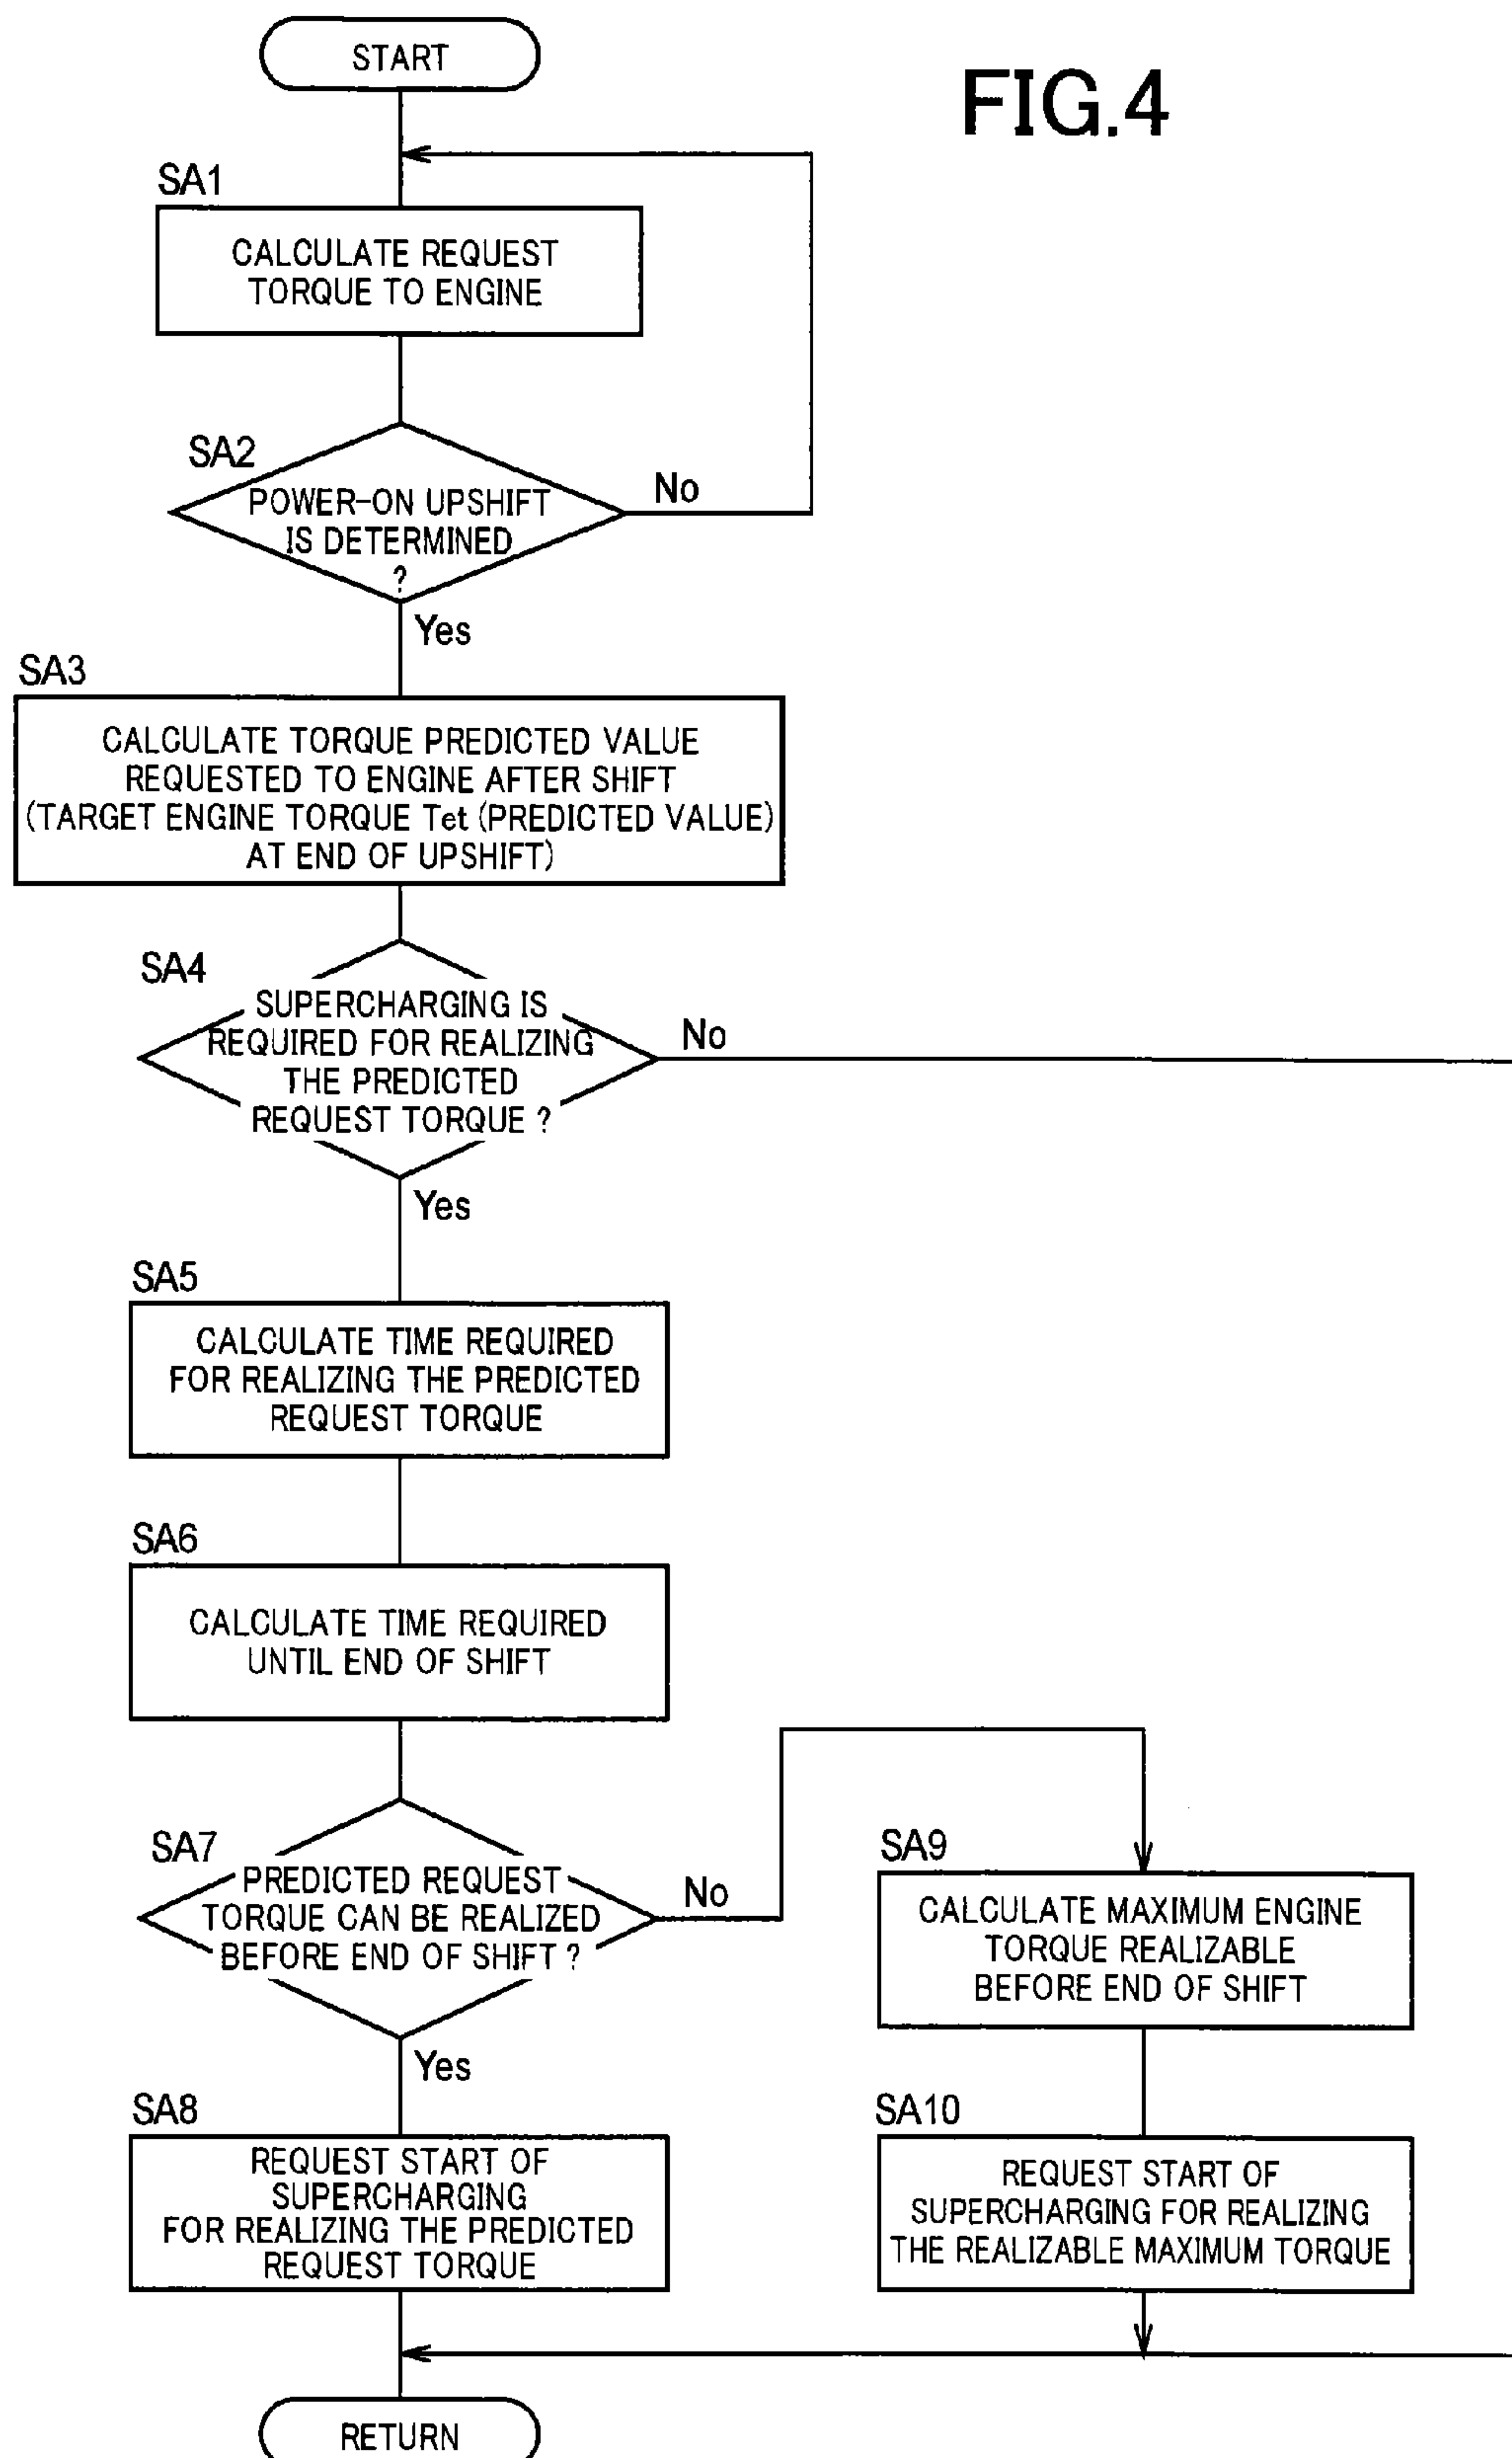 START
FIG.4
SA1
CALCULATE REQUEST
TORQUE TO ENGINE
SA2
POWER-ON UPSHIFT
IS DETERMINED
?
No
Yes
SA3
CALCULATE TORQUE PREDICTED VALUE
REQUESTED TO ENGINE AFTER SHIFT
(TARGET ENGINE TORQUE Tet (PREDICTED VALUE)
AT END OF UPSHIFT)
SA4
SUPERCHARGING IS
REQUIRED FOR REALIZING
THE PREDICTED
REQUEST TORQUE ?
No
Yes
SA5
CALCULATE TIME REQUIRED
FOR REALIZING THE PREDICTED
REQUEST TORQUE
SA6
CALCULATE TIME REQUIRED
UNTIL END OF SHIFT
SA7
PREDICTED REQUEST
TORQUE CAN BE REALIZED
BEFORE END OF SHIFT ?
No
Yes
SA9
CALCULATE MAXIMUM ENGINE
TORQUE REALIZABLE
BEFORE END OF SHIFT
SA8
REQUEST START OF
SUPERCHARGING
FOR REALIZING THE PREDICTED
REQUEST TORQUE
SA10
REQUEST START OF
SUPERCHARGING FOR REALIZING
THE REALIZABLE MAXIMUM TORQUE
RETURN